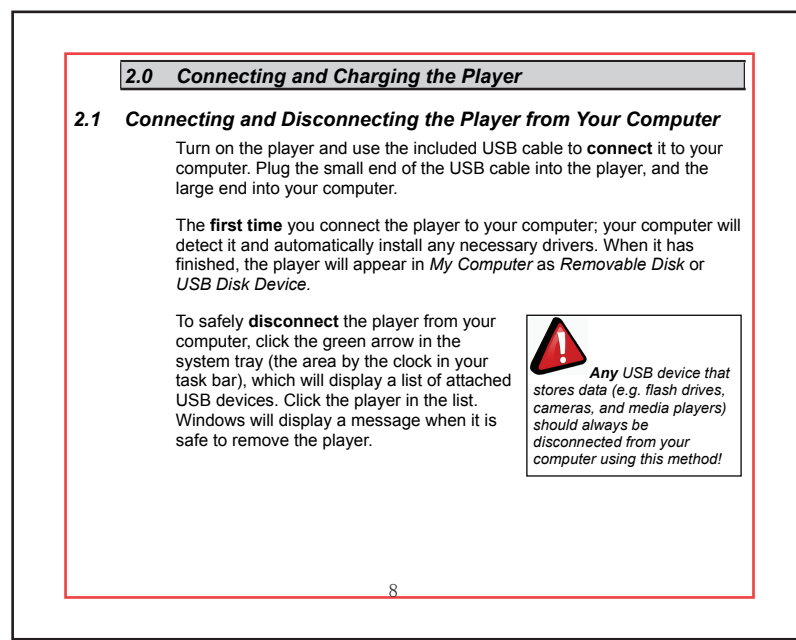 2.0 Connecting and Charging the Player
2.1 Connecting and Disconnecting the Player from Your Computer
Turn on the player and use the included USB cable to connect it to your
computer. Plug the small end of the USB cable into the player, and the
large end into your computer.
The first time you connect the player to your computer; your computer will
detect it and automatically install any necessary drivers. When it has
finished, the player will appear in My Computer as Removable Disk or
USB Disk Device.
To safely disconnect the player from your
computer, click the green arrow in the
system tray (the area by the clock in your
task bar), which will display a list of attached
USB devices. Click the player in the list.
Windows will display a message when it is
safe to remove the player.
Any USB device that
stores data (e.g. flash drives,
cameras, and media players)
should always be
disconnected from your
computer using this method!
8